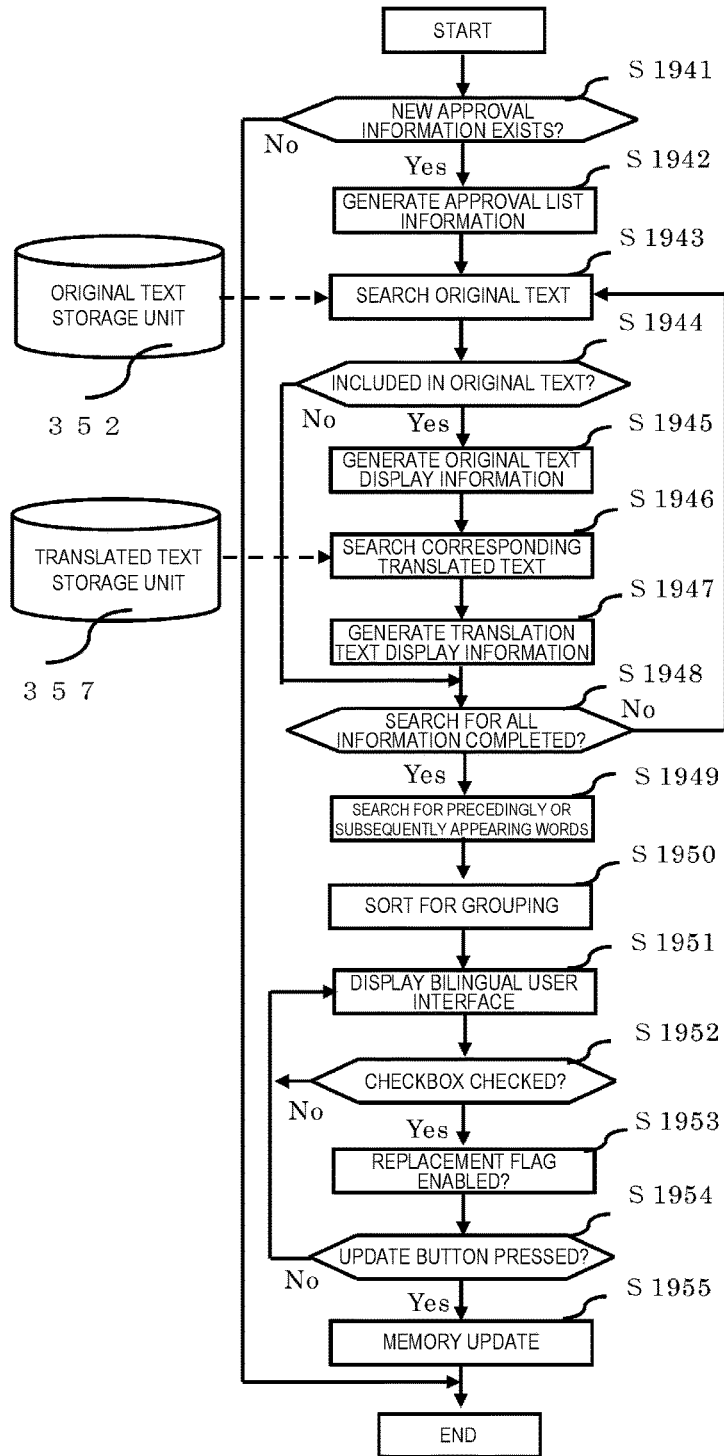 START
S 1941
NEW APPROVAL
INFORMATION EXISTS?
No
Yes
S 1942
GENERATE APPROVAL LIST
INFORMATION
S 1943
ORIGINAL TEXT
STORAGE UNIT
SEARCH ORIGINAL TEXT
S 1944
INCLUDED IN ORIGINAL TEXT?
3 5 2
No
Yes
S 1945
GENERATE ORIGINAL TEXT
DISPLAY INFORMATION
S 1946
TRANSLATED TEXT
STORAGE UNIT
SEARCH CORRESPONDING
TRANSLATED TEXT
S 1947
GENERATE TRANSLATION
TEXT DISPLAY INFORMATION
3 5 7
S 1948
SEARCH FOR ALL
INFORMATION COMPLETED?
No
Yes
S 1949
SEARCH FOR PRECEDINGLY OR
SUBSEQUENTLY APPEARING WORDS
S 1950
SORT FOR GROUPING
S 1951
DISPLAY BILINGUAL USER
INTERFACE
S 1952
CHECKBOX CHECKED?
No
Yes
S 1953
REPLACEMENT FLAG
ENABLED?
S 1954
UPDATE BUTTON PRESSED?
No
Yes
S 1955
MEMORY UPDATE
END